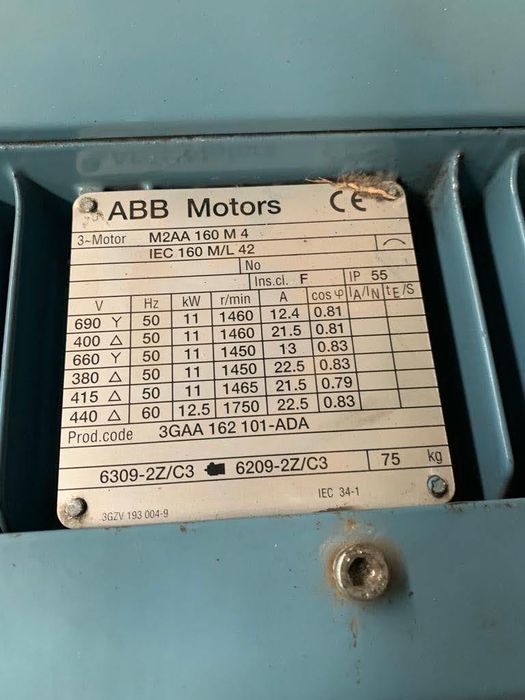 ABB Motors CE
3~Motor M2AA 160 M 4
IEC 160 M/L 42
No
Ins.cl. F IP 55
V Hz kW r/min A cos φ IA/IN tE/S
690 Y 50 11 1460 12.4 0.81
400 Δ 50 11 1460 21.5 0.81
660 Y 50 11 1450 13 0.83
380 Δ 50 11 1450 22.5 0.83
415 Δ 50 11 1465 21.5 0.79
440 Δ 60 12.5 1750 22.5 0.83
Prod.code 3GAA 162 101-ADA
6309-2Z/C3 6209-2Z/C3 75 kg
3GZV 193 004-9 IEC 34-1